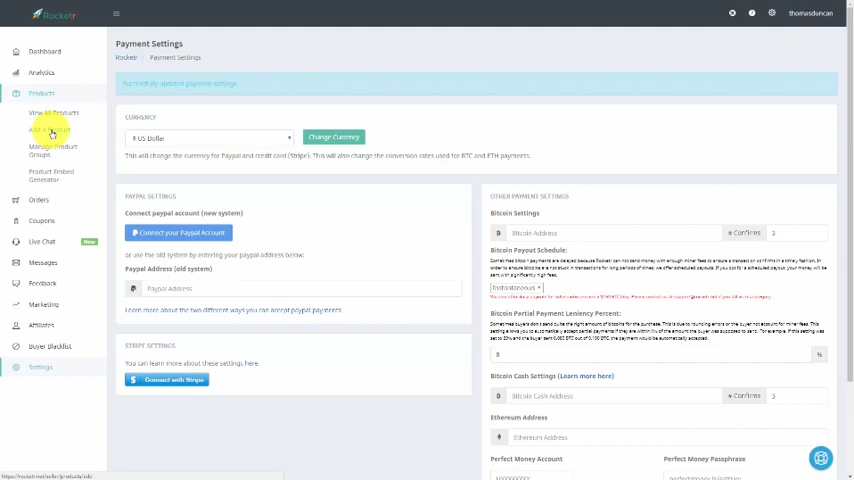 Rocketr
thomasduncan
Dashboard
Analytics
Products
View All Products
Manage Product
Groups
Product Embed
Generator
Orders
Coupons
Live Chat
New
Messages
Feedback
Marketing
Affiliates
Buyer Blacklist
Settings
Payment Settings
Rocketr Payment Settings
Successfully updated payment settings
CURRENCY
$ US Dollar
Change Currency
This will change the currency for Paypal and credit card (Stripe). This will also change the conversion rates used for BTC and ETH payments.
PAYPAL SETTINGS
Connect paypal account (new system)
Connect your Paypal Account
or use the old system by entering your paypal address below:
Paypal Address (old system)
Paypal Address
Learn more about the two different ways you can accept paypal payments
STRIPE SETTINGS
You can learn more about these settings here
Connect with Stripe
OTHER PAYMENT SETTINGS
Bitcoin Settings
Bitcoin Address
# Confirms 3
Bitcoin Payout Schedule:
Instantaneous
Bitcoin Partial Payment Leniency Percent:
%
Bitcoin Cash Settings (Learn more here)
Bitcoin Cash Address
# Confirms 3
Ethereum Address
Ethereum Address
Perfect Money Account
Perfect Money Passphrase